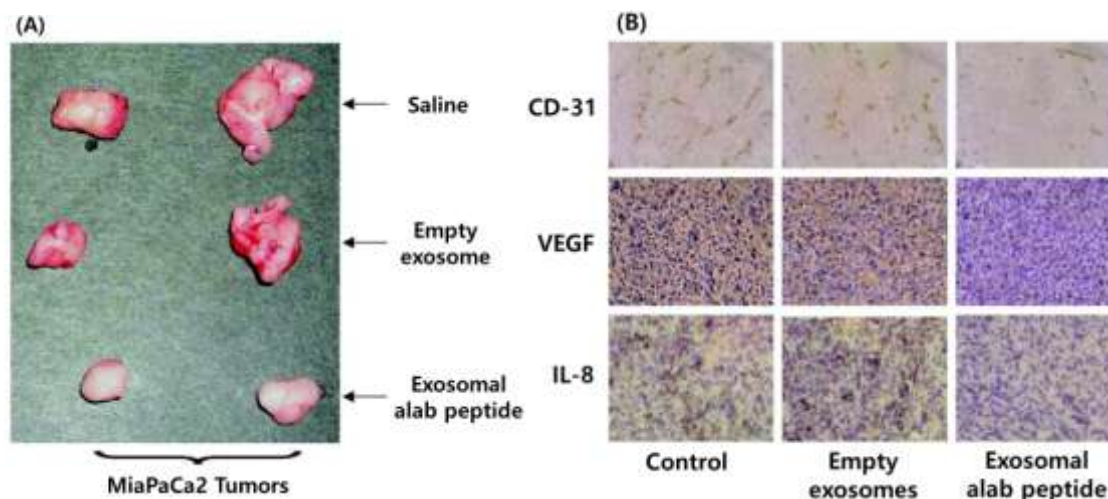 (A)
Saline
Empty
exosome
Exosomal
alab peptide
MiaPaCa2 Tumors
(B)
CD-31
VEGF
IL-8
Control
Empty
exosomes
Exosomal
alab peptide